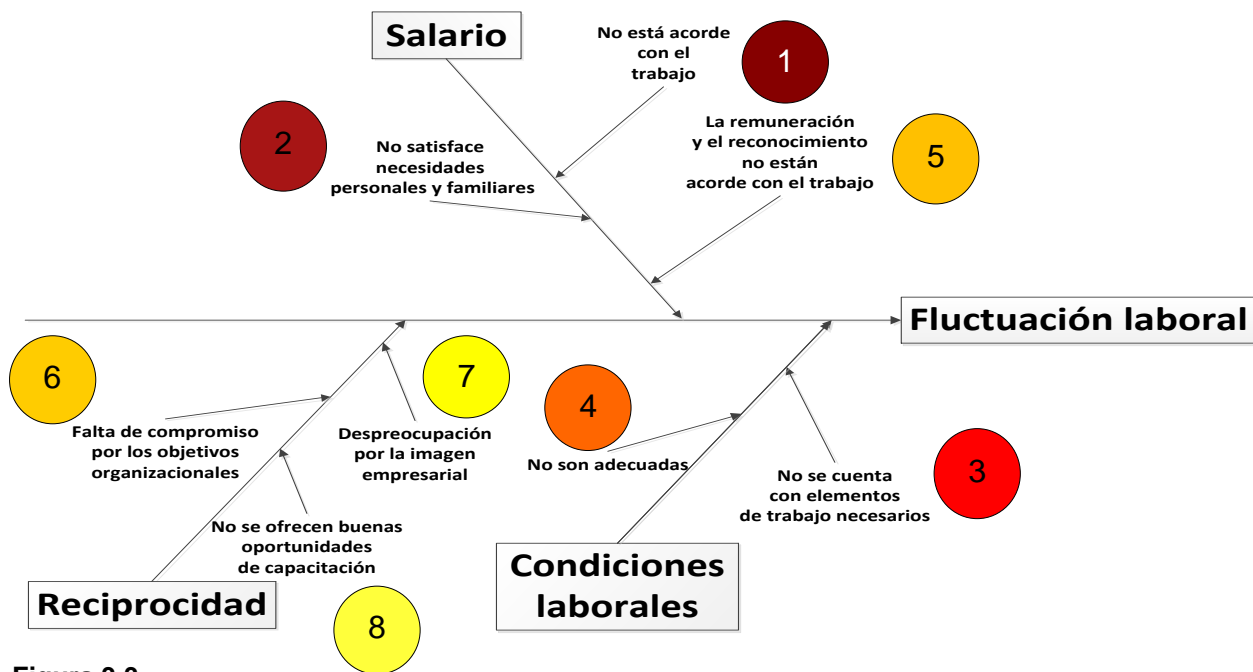 Salario
No está acorde
con el
trabajo
1
2
No satisface
necesidades
personales y familiares
La remuneración
y el reconocimiento
no están
acorde con el trabajo
5
Fluctuación laboral
6
Falta de compromiso
por los objetivos
organizacionales
7
Despreocupación
por la imagen
empresarial
4
No son adecuadas
No se cuenta
con elementos
de trabajo necesarios
3
No se ofrecen buenas
oportunidades
de capacitación
8
Reciprocidad
Condiciones
laborales